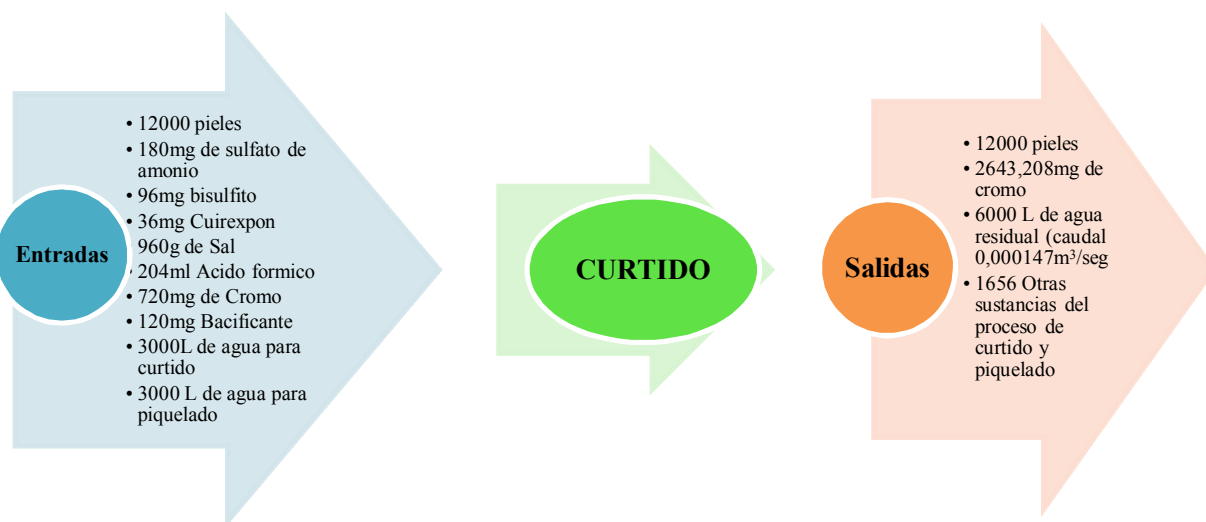 Entradas
• 12000 pieles
• 180mg de sulfato de
amonio
• 96mg bisulfito
• 36mg Cuirexpon
960g de Sal
• 204ml Acido formico
• 720mg de Cromo
• 120mg Bacificante
• 3000L de agua para
curtido
• 3000 L de agua para
piquelado
CURTIDO
Salidas
• 12000 pieles
• 2643,208mg de
cromo
• 6000 L de agua
residual (caudal
0,000147m³/seg
• 1656 Otras
sustancias del
proceso de
curtido y
piquelado